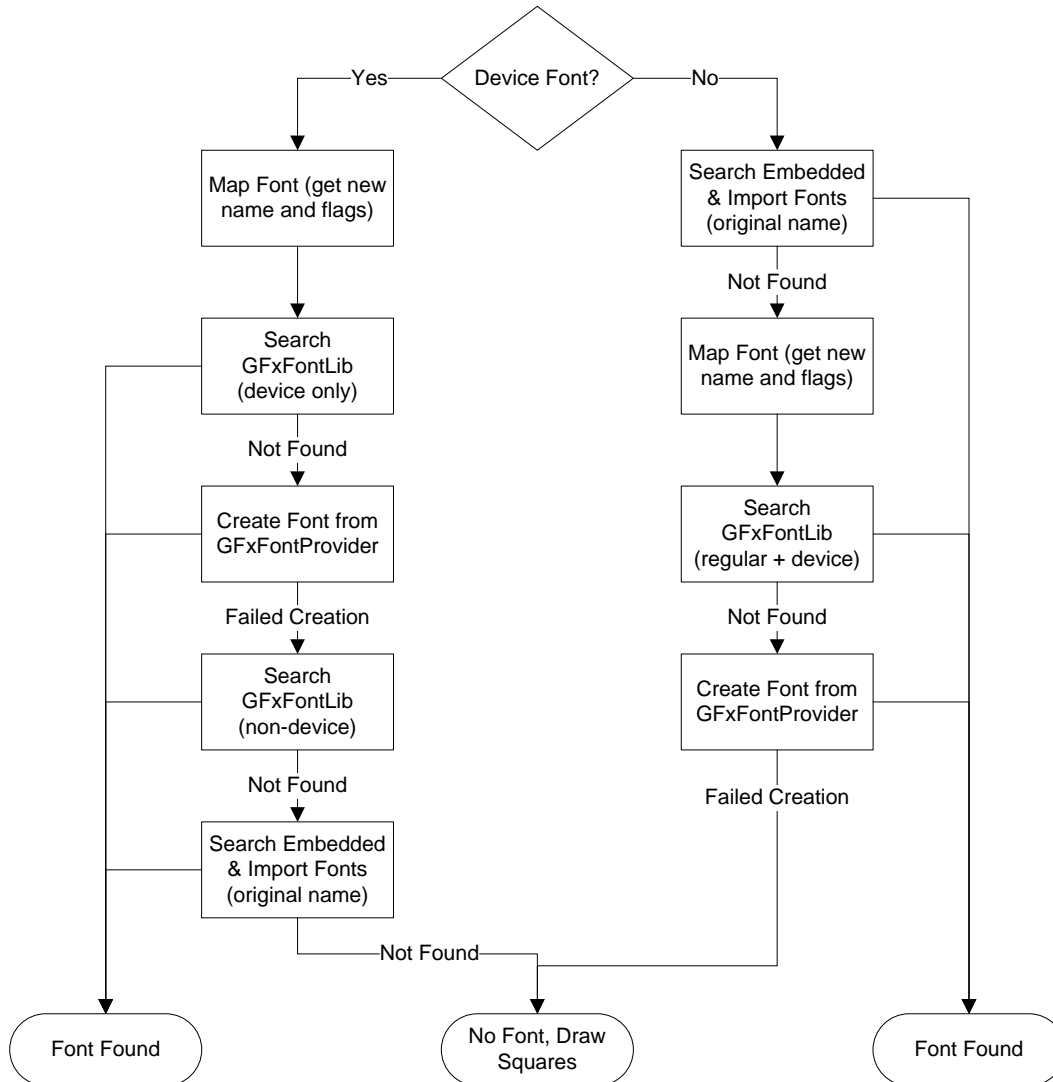 Device Font?
Yes
No
Map Font (get new
name and flags)
Search
GFxFontLib
(device only)
Not Found
Create Font from
GFxFontProvider
Failed Creation
Search
GFxFontLib
(non-device)
Not Found
Search Embedded
& Import Fonts
(original name)
Not Found
Font Found
Search Embedded
& Import Fonts
(original name)
Not Found
Map Font (get new
name and flags)
Search
GFxFontLib
(regular + device)
Not Found
Create Font from
GFxFontProvider
Failed Creation
No Font, Draw
Squares
Font Found